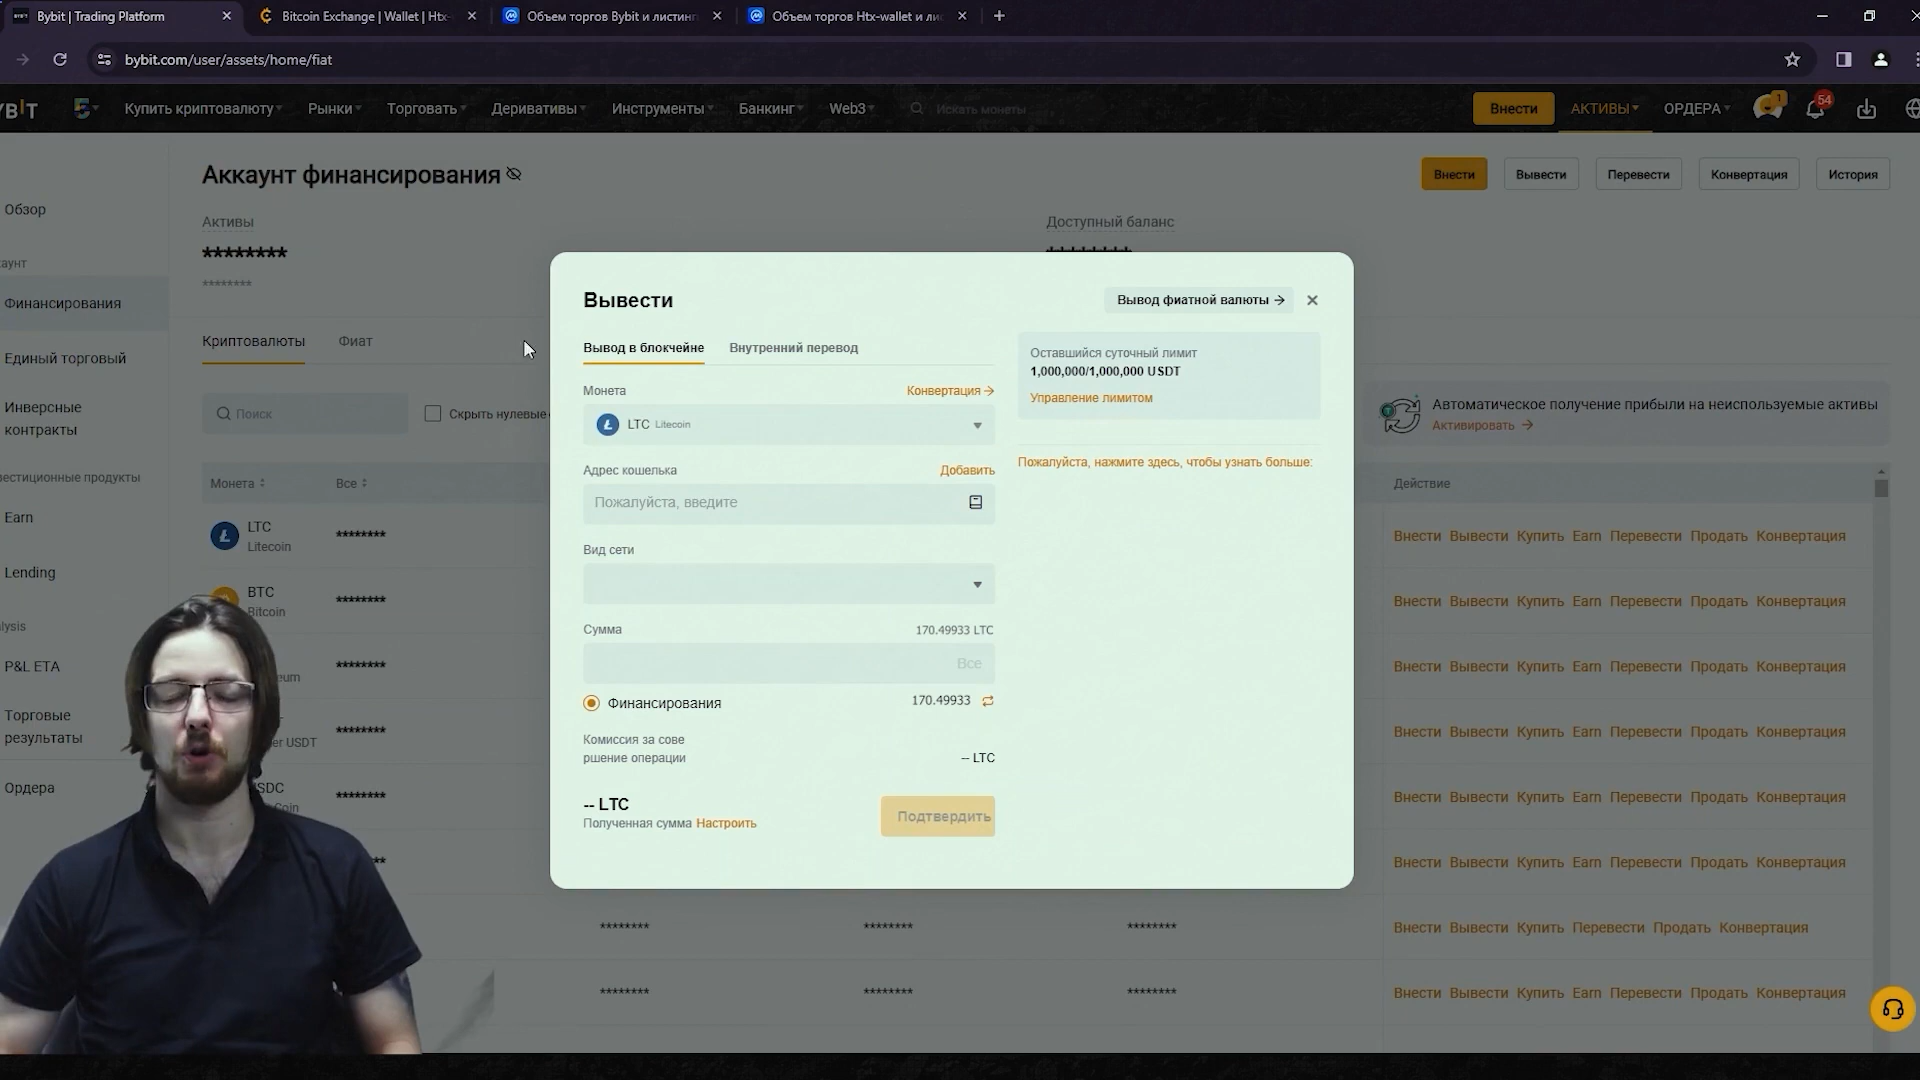 Bybit | Trading Platform
Bitcoin Exchange | Wallet | Htx-
Объем торгов Bybit и листинг
Объем торгов Htx-wallet и ли
bybit.com/user/assets/home/fiat
Купить криптовалюту
Рынки
Торговать
Деривативы
Инструменты
Банкинг
Web3
Искать монеты
Внести
АКТИВЫ
ОРДЕРА
1
54
Аккаунт финансирования
Внести
Вывести
Перевести
Конвертация
История
Обзор
Активы
Доступный баланс
********
********
********
Финансирования
Единый торговый
Инверсные
контракты
Earn
Lending
P&L ETA
Торговые
результаты
Ордера
Криптовалюты
Фиат
Поиск
Скрыть нулевые
Автоматическое получение прибыли на неиспользуемые активы
Активировать →
Монета
Все
Действие
LTC
Litecoin
********
Внести Вывести Купить Earn Перевести Продать Конвертация
BTC
Bitcoin
********
Внести Вывести Купить Earn Перевести Продать Конвертация
********
Внести Вывести Купить Earn Перевести Продать Конвертация
USDT
********
Внести Вывести Купить Earn Перевести Продать Конвертация
Coin
********
Внести Вывести Купить Earn Перевести Продать Конвертация
Внести Вывести Купить Earn Перевести Продать Конвертация
******** ******** ********
Внести Вывести Купить Перевести Продать Конвертация
******** ******** ********
Внести Вывести Купить Earn Перевести Продать Конвертация
Вывести
Вывод фиатной валюты →
Вывод в блокчейне
Внутренний перевод
Монета
Конвертация →
LTC Litecoin
Адрес кошелька
Добавить
Пожалуйста, введите
Вид сети
Сумма
170.49933 LTC
Все
Финансирования
170.49933
Комиссия за сове
ршение операции
-- LTC
-- LTC
Полученная сумма Настроить
Подтвердить
Оставшийся суточный лимит
1,000,000/1,000,000 USDT
Управление лимитом
Пожалуйста, нажмите здесь, чтобы узнать больше: